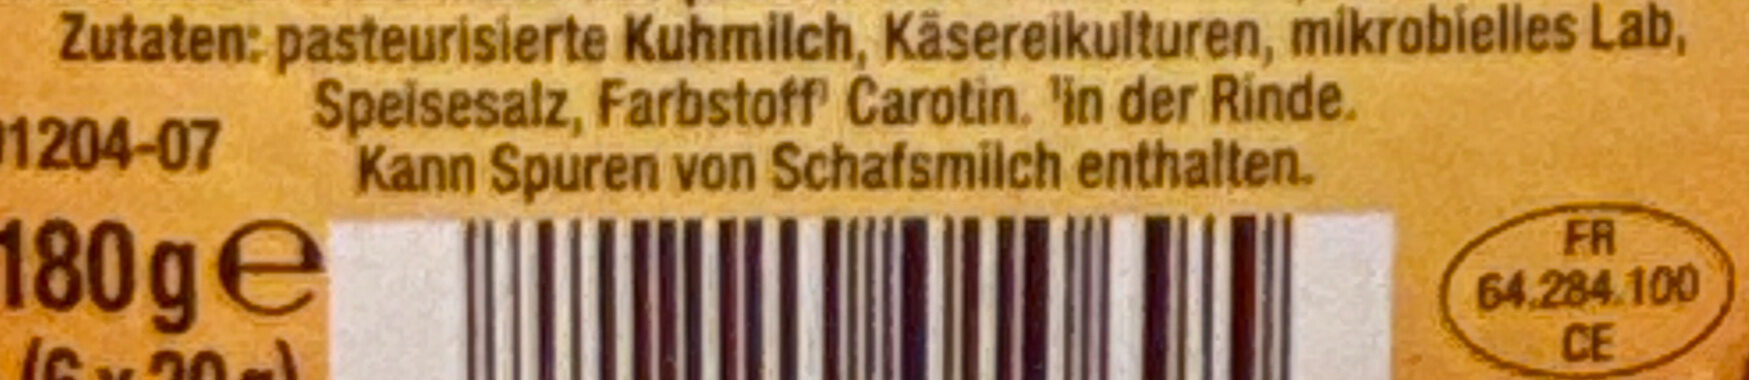 Zutaten: pasteurisierte Kuhmilch, Käsereikulturen, mikrobielles Lab,
Speisesalz, Farbstoff¹ Carotin. ¹in der Rinde.
1204-07
Kann Spuren von Schafsmilch enthalten.
180g e
FR
64.284.100
CE